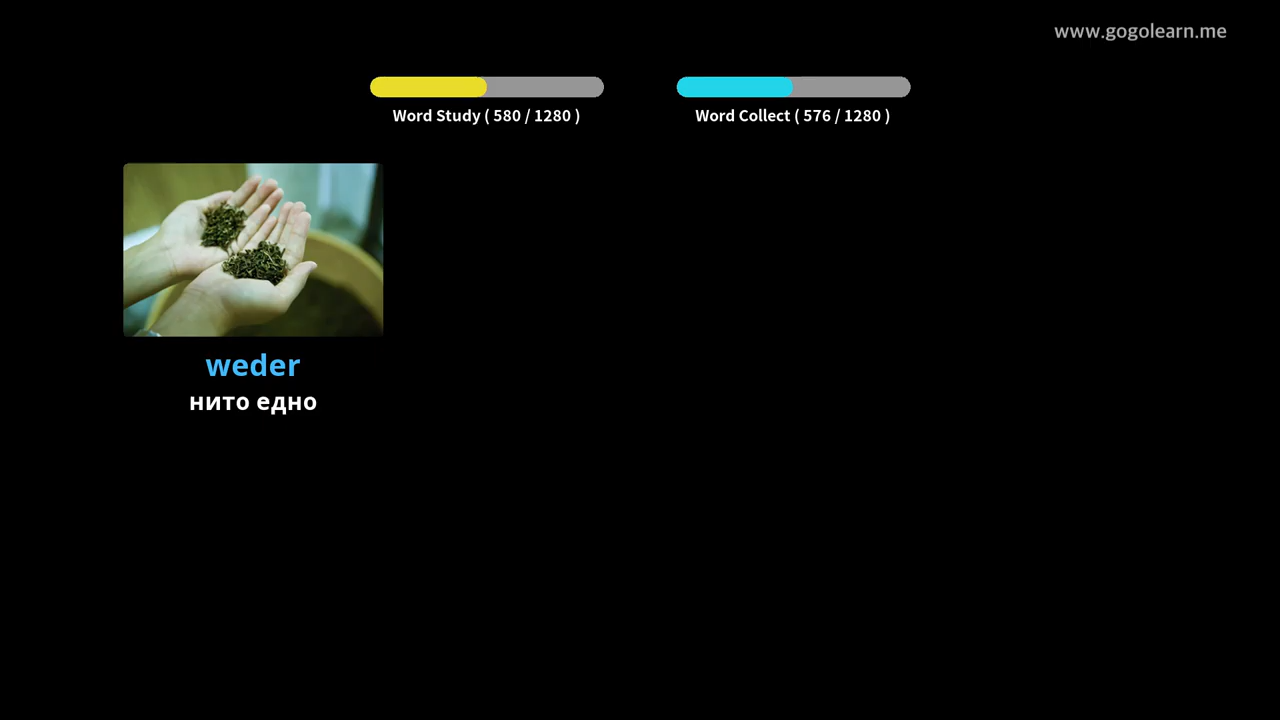 www.gogolearn.me
Word Study ( 580 / 1280 )
Word Collect ( 576 / 1280 )
weder
нито едно